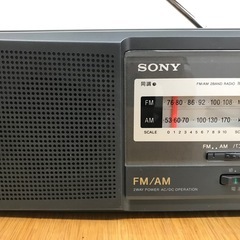 SONY
同調
FM/AM 2BAND RADIO
FM 76 80 86 92 100 108
AM 53 60 70 100 130 170
SCALE 0 1 2 3 4 5 6 7 8 9 10
FM AM
FM/AM
2WAY POWER AC/DC OPERATION